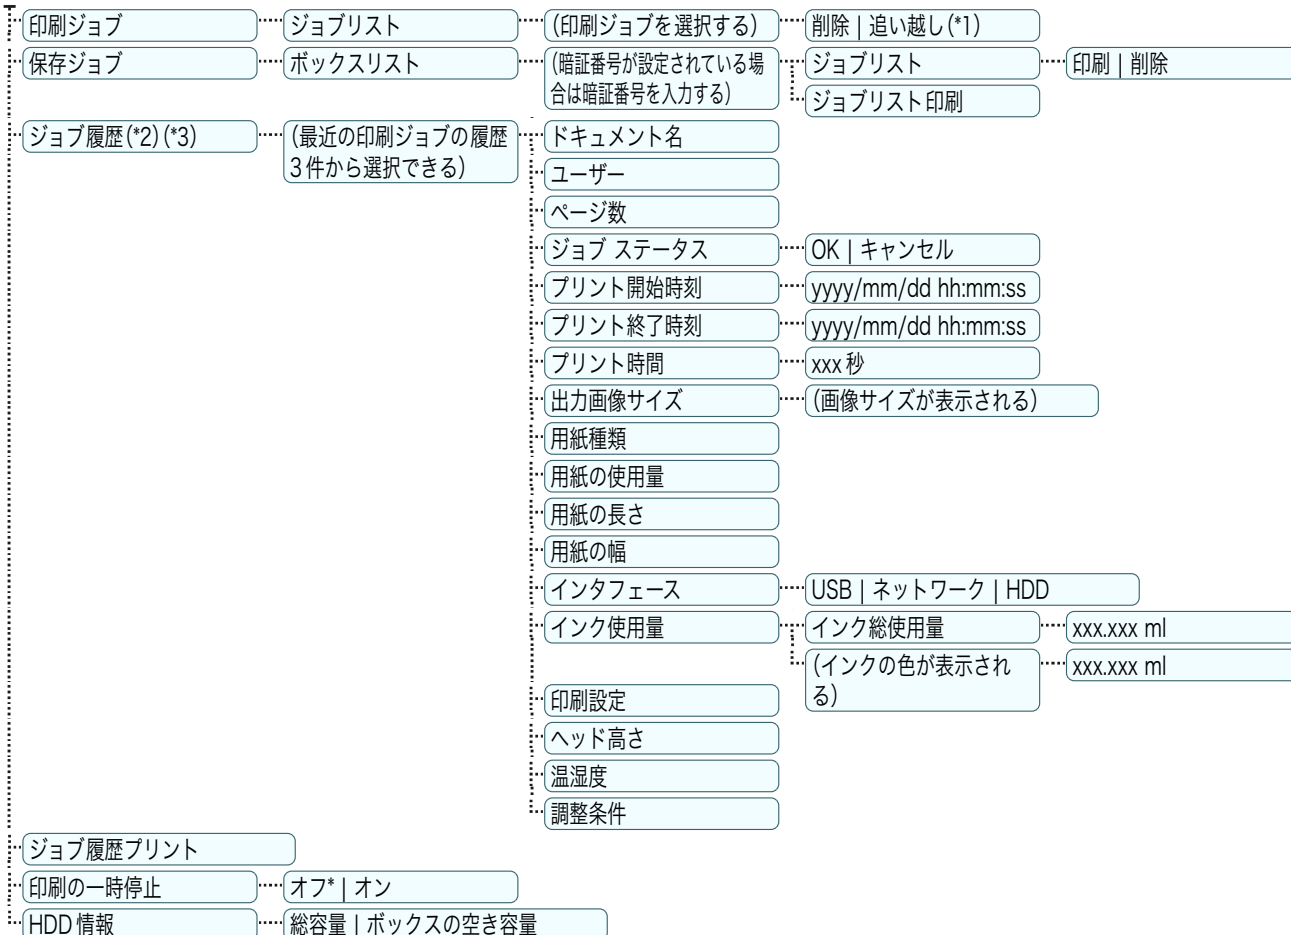 印刷ジョブ ジョブリスト (印刷ジョブを選択する) 削除 | 追い越し(*1)
保存ジョブ ボックスリスト (暗証番号が設定されている場 ジョブリスト 印刷 | 削除
合は暗証番号を入力する) ジョブリスト印刷
ジョブ履歴(*2)(*3) (最近の印刷ジョブの履歴 ドキュメント名
3件から選択できる) ユーザー
ページ数
ジョブ ステータス OK | キャンセル
プリント開始時刻 yyyy/mm/dd hh:mm:ss
プリント終了時刻 yyyy/mm/dd hh:mm:ss
プリント時間 xxx秒
出力画像サイズ (画像サイズが表示される)
用紙種類
用紙の使用量
用紙の長さ
用紙の幅
インタフェース USB | ネットワーク | HDD
インク使用量 インク総使用量 xxx.xxx ml
(インクの色が表示され xxx.xxx ml
る)
印刷設定
ヘッド高さ
温湿度
調整条件
ジョブ履歴プリント
印刷の一時停止 オフ* | オン
HDD情報 総容量 | ボックスの空き容量